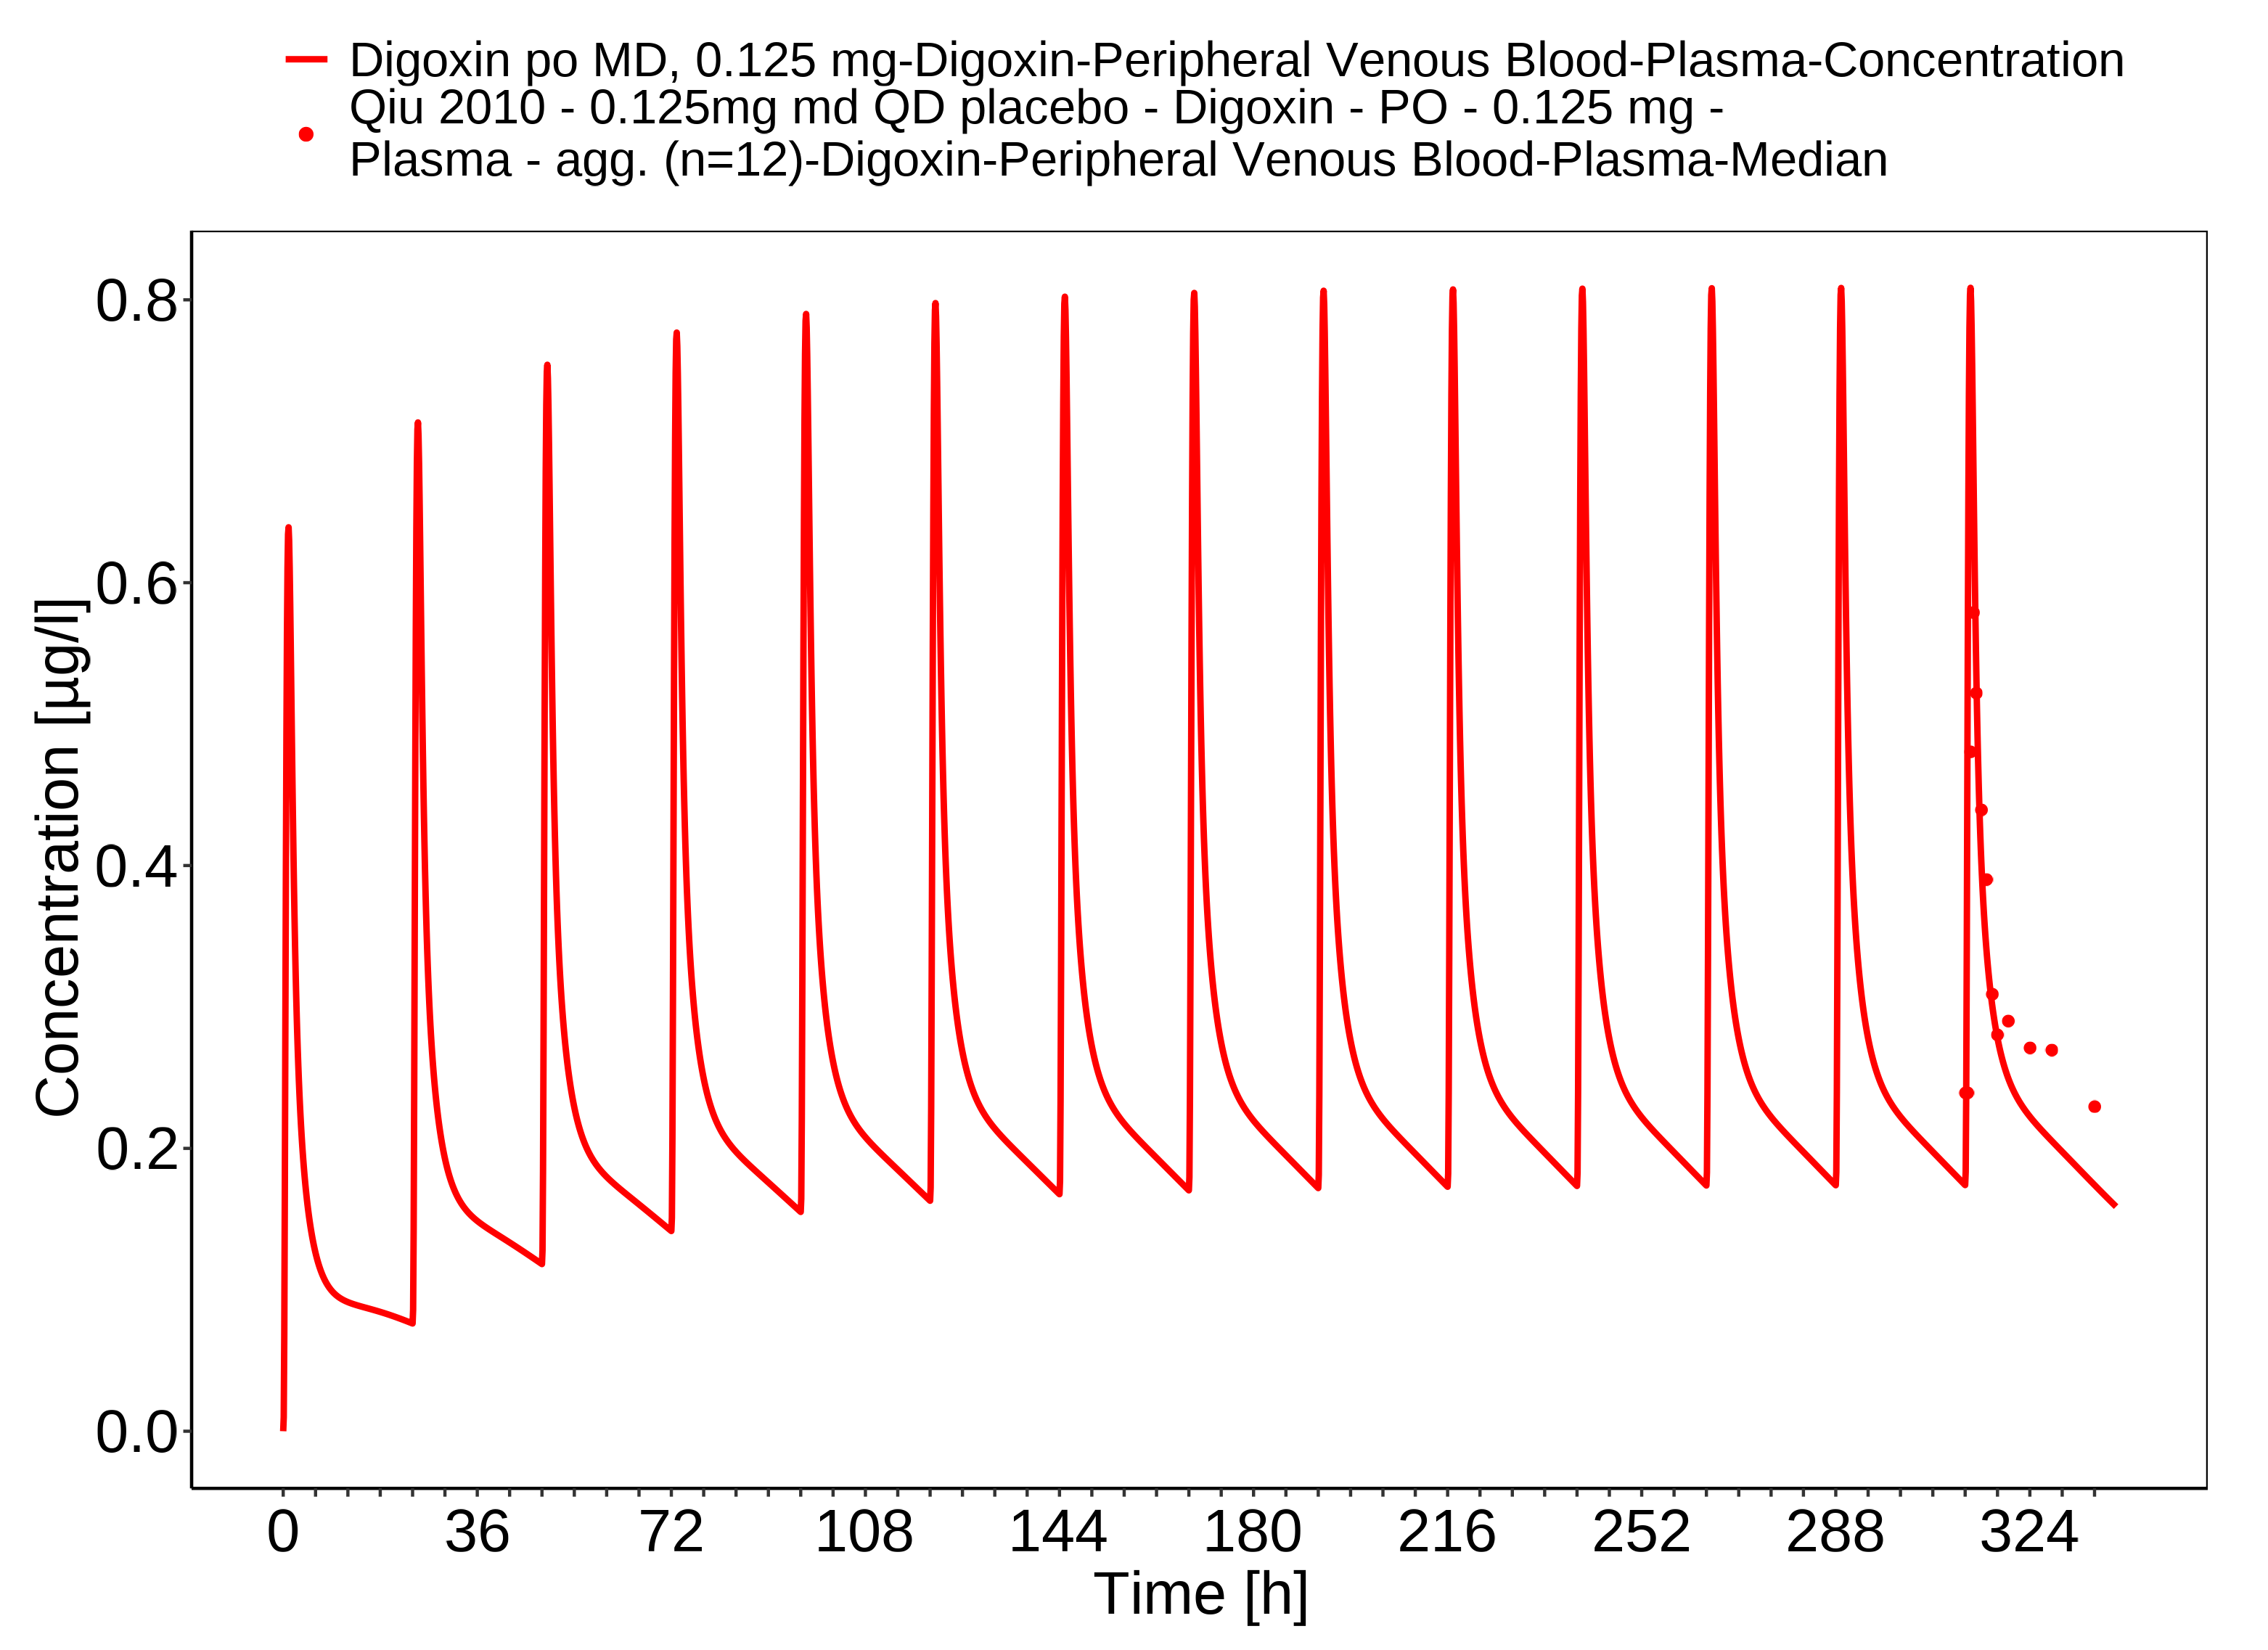 Digoxin po MD, 0.125 mg-Digoxin-Peripheral Venous Blood-Plasma-Concentration
Qiu 2010 - 0.125mg md QD placebo - Digoxin - PO - 0.125 mg -
Plasma - agg. (n=12)-Digoxin-Peripheral Venous Blood-Plasma-Median
Concentration [µg/l]
0.8
0.6
0.4
0.2
0.0
0 36 72 108 144 180 216 252 288 324
Time [h]